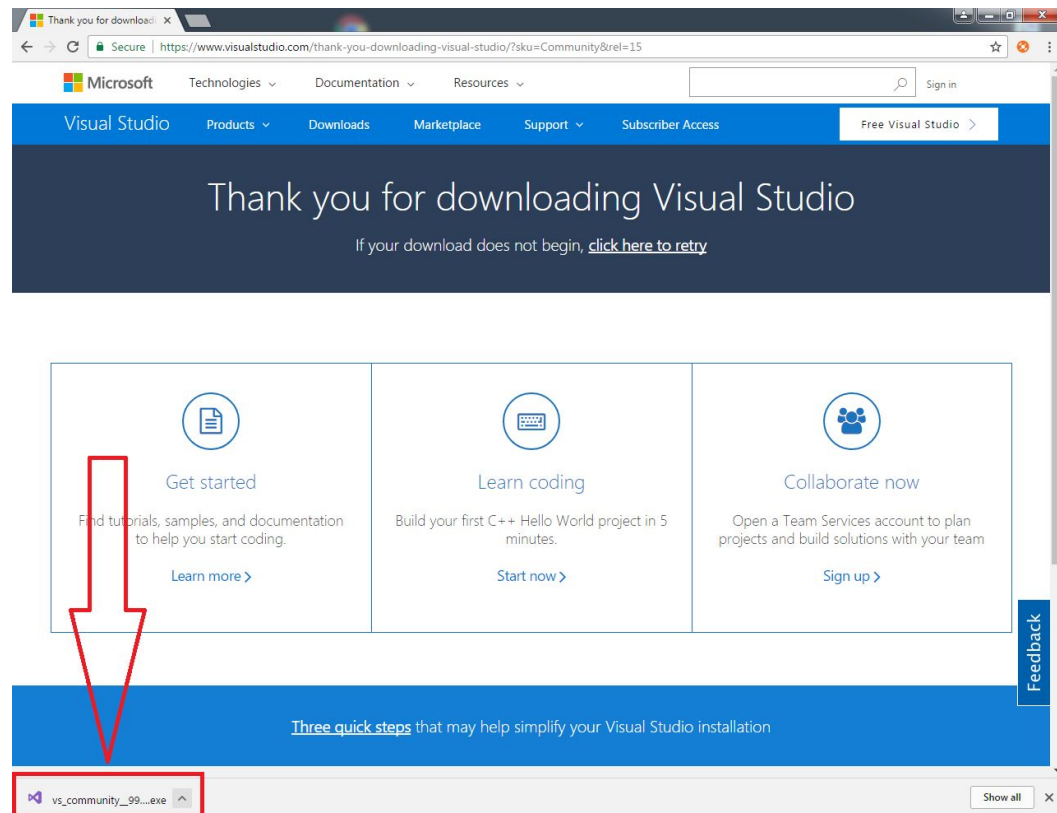 Thank you for downloadi
Secure | https://www.visualstudio.com/thank-you-downloading-visual-studio/?sku=Community&rel=15
Microsoft Technologies Documentation Resources Sign in
Visual Studio Products Downloads Marketplace Support Subscriber Access Free Visual Studio
Thank you for downloading Visual Studio
If your download does not begin, click here to retry
Get started
Find tutorials, samples, and documentation
to help you start coding.
Learn more
Learn coding
Build your first C++ Hello World project in 5
minutes.
Start now
Collaborate now
Open a Team Services account to plan
projects and build solutions with your team
Sign up
Feedback
Three quick steps that may help simplify your Visual Studio installation
vs_community__99....exe Show all